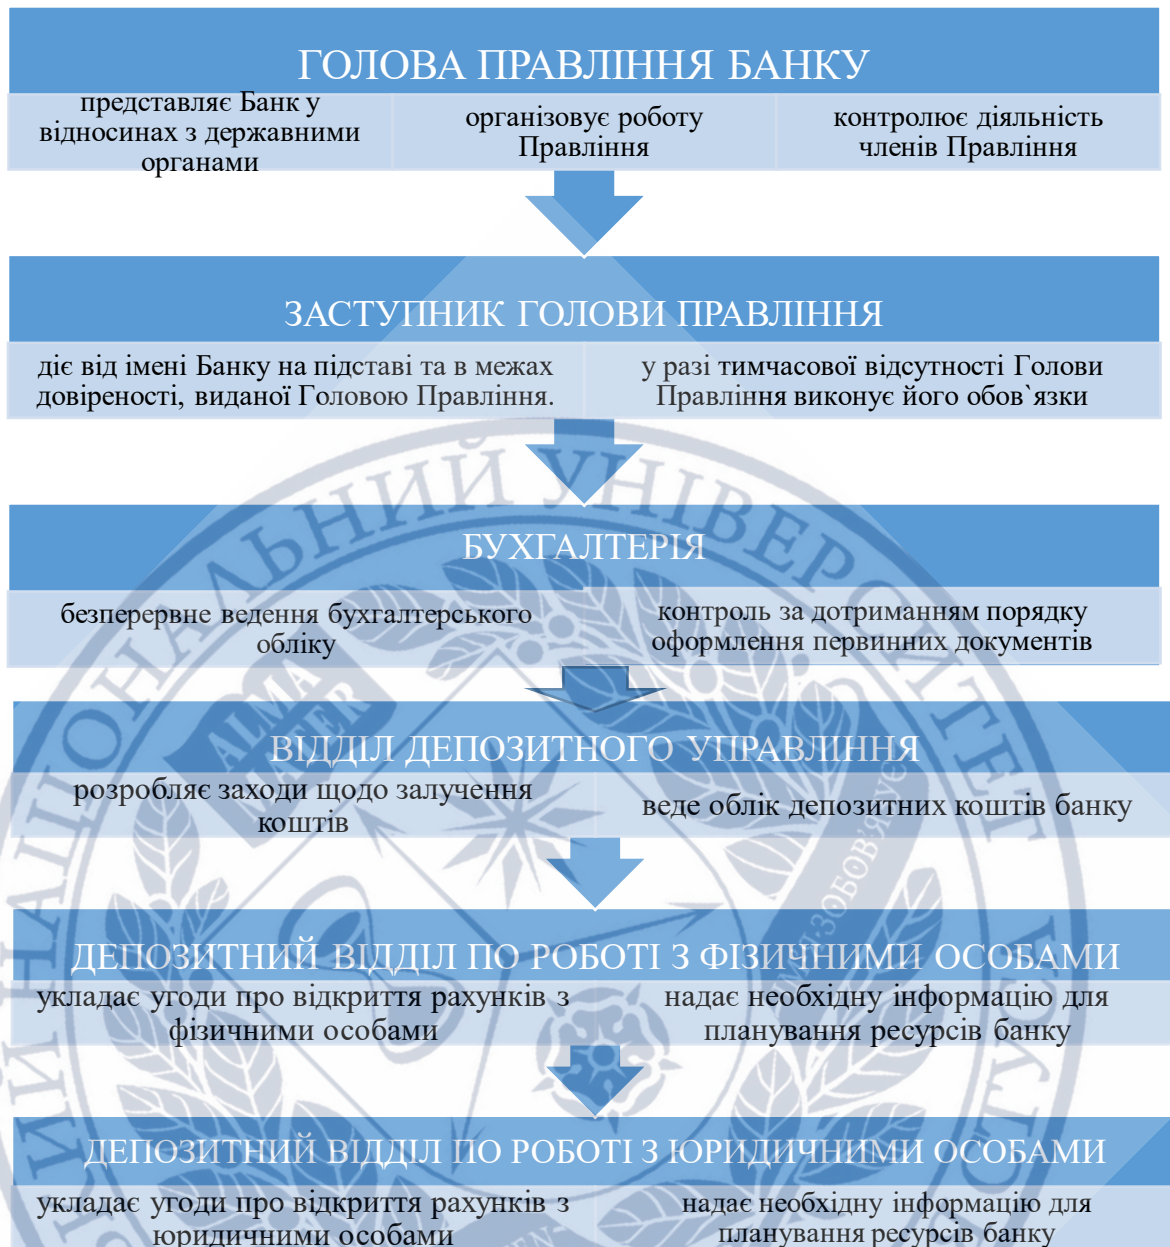 ГОЛОВА ПРАВЛІННЯ БАНКУ
представляє Банк у
відносинах з державними
органами
організовує роботу
Правління
контролює діяльність
членів Правління
ЗАСТУПНИК ГОЛОВИ ПРАВЛІННЯ
діє від імені Банку на підставі та в межах
довіреності, виданої Головою Правління.
у разі тимчасової відсутності Голови
Правління виконує його обов`язки
БУХГАЛТЕРІЯ
безперервне ведення бухгалтерського
обліку
контроль за дотриманням порядку
оформлення первинних документів
ВІДДІЛ ДЕПОЗИТНОГО УПРАВЛІННЯ
розробляє заходи щодо залучення
коштів
веде облік депозитних коштів банку
ДЕПОЗИТНИЙ ВІДДІЛ ПО РОБОТІ З ФІЗИЧНИМИ ОСОБАМИ
укладає угоди про відкриття рахунків з
фізичними особами
надає необхідну інформацію для
планування ресурсів банку
ДЕПОЗИТНИЙ ВІДДІЛ ПО РОБОТІ З ЮРИДИЧНИМИ ОСОБАМИ
укладає угоди про відкриття рахунків з
юридичними особами
надає необхідну інформацію для
планування ресурсів банку
НАЦІОНАЛЬНИЙ УНІВЕРСИТЕТ
ALMA
MATER